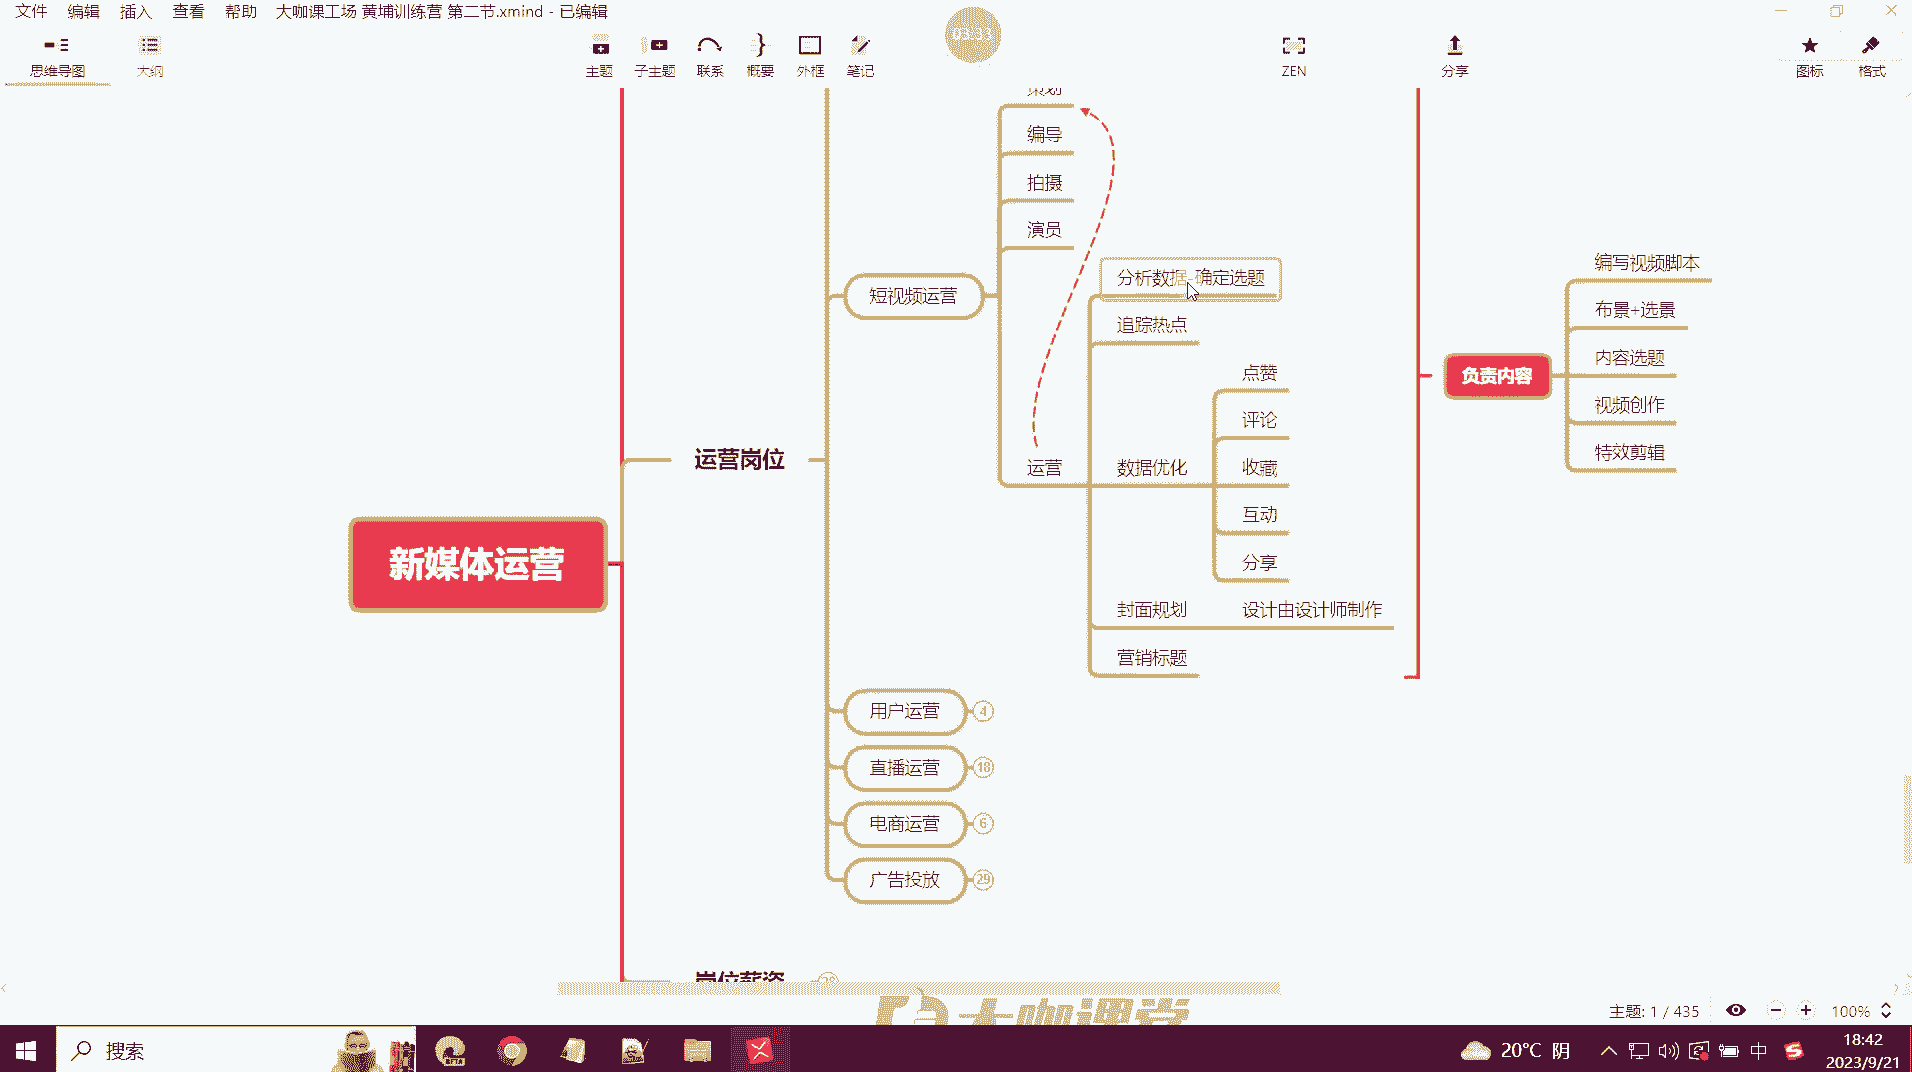 文件 编辑 插入 查看 帮助 大咖课工场 黄埔训练营 第二节.xmind - 已编辑
思维导图 大纲 主题 子主题 联系 概要 外框 笔记 ZEN 分享 图标 格式
03:33
策划
编导
拍摄
演员
短视频运营
分析数据-确定选题
追踪热点
点赞
评论
运营 数据优化 收藏
互动
分享
封面规划 设计由设计师制作
营销标题
编写视频脚本
布景+选景
负责内容 内容选题
视频创作
特效剪辑
运营岗位
新媒体运营
用户运营 4
直播运营 18
电商运营 6
广告投放 29
岗位薪资
大咖课堂
主题: 1 / 435 100%
搜索 BETA 20°C 阴 中 S 18:42
2023/9/21